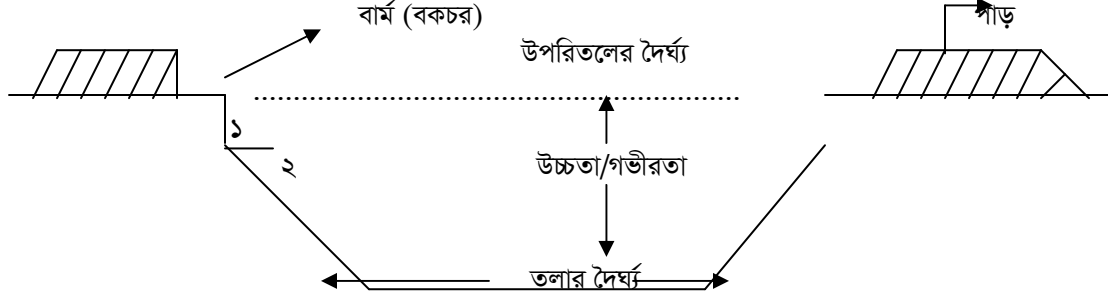 বার্ম (বকচর)
পাড়
উপরিতলের দৈর্ঘ্য
১
২
উচ্চতা/গভীরতা
তলার দৈর্ঘ্য